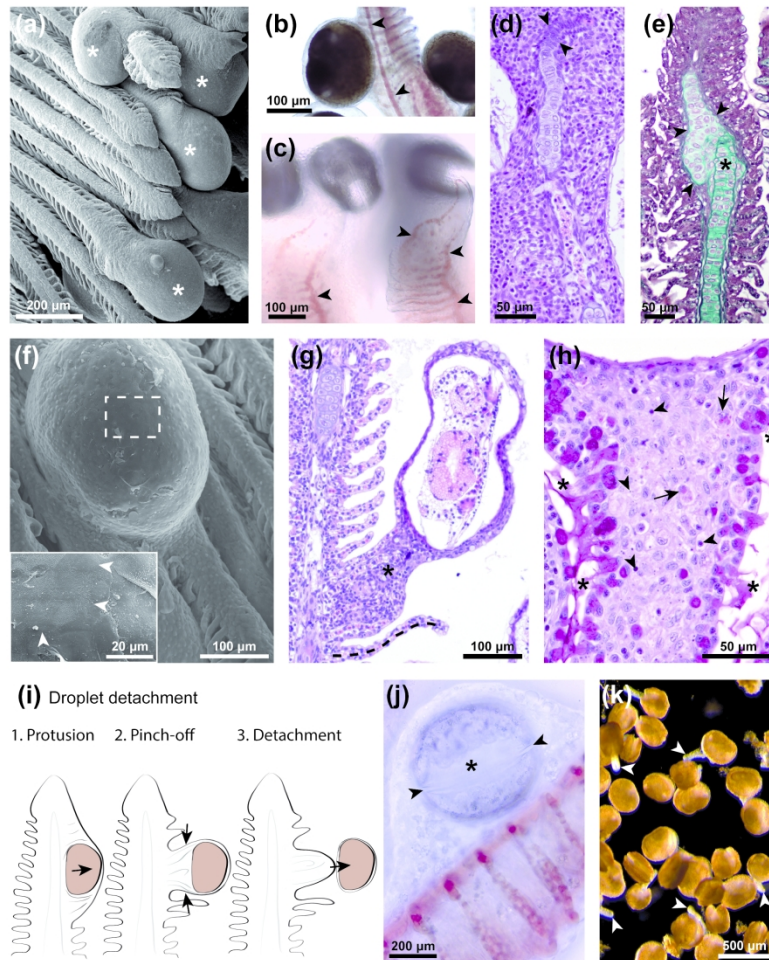 (a)
*
*
*
*
200 µm
(b)
100 µm
(c)
100 µm
(d)
50 µm
(e)
*
50 µm
(f)
20 µm
100 µm
(g)
*
100 µm
(h)
*
*
*
*
50 µm
(i) Droplet detachment
1. Protusion 2. Pinch-off 3. Detachment
(j)
*
200 µm
(k)
500 µm